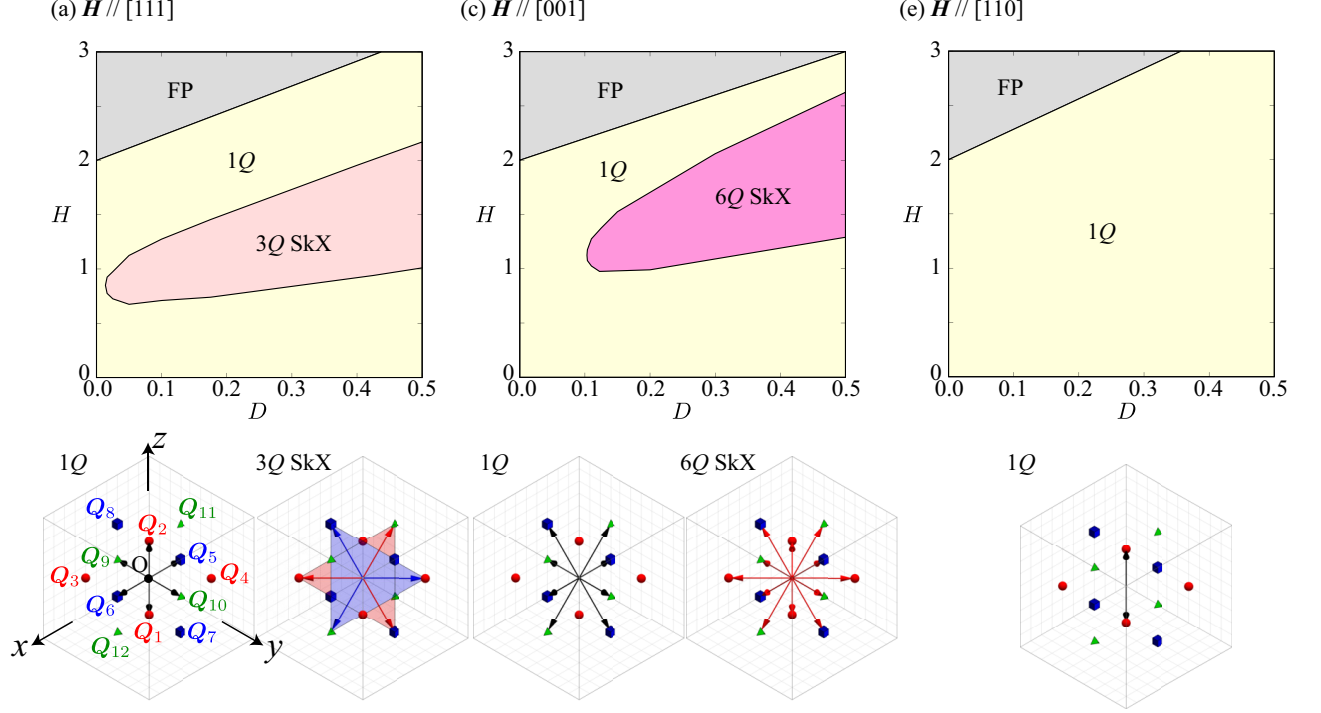 (a) H // [111]
(c) H // [001]
(e) H // [110]
3
2
1
0
H
FP
1Q
3Q SkX
0.0 0.1 0.2 0.3 0.4 0.5
D
3
2
1
0
H
FP
1Q
6Q SkX
0.0 0.1 0.2 0.3 0.4 0.5
D
3
2
1
0
H
FP
1Q
0.0 0.1 0.2 0.3 0.4 0.5
D
1Q
z
Q8
Q11
Q2
Q9
O
Q5
Q3
Q4
Q6
Q10
Q1
Q7
Q12
x
y
3Q SkX
1Q
6Q SkX
1Q